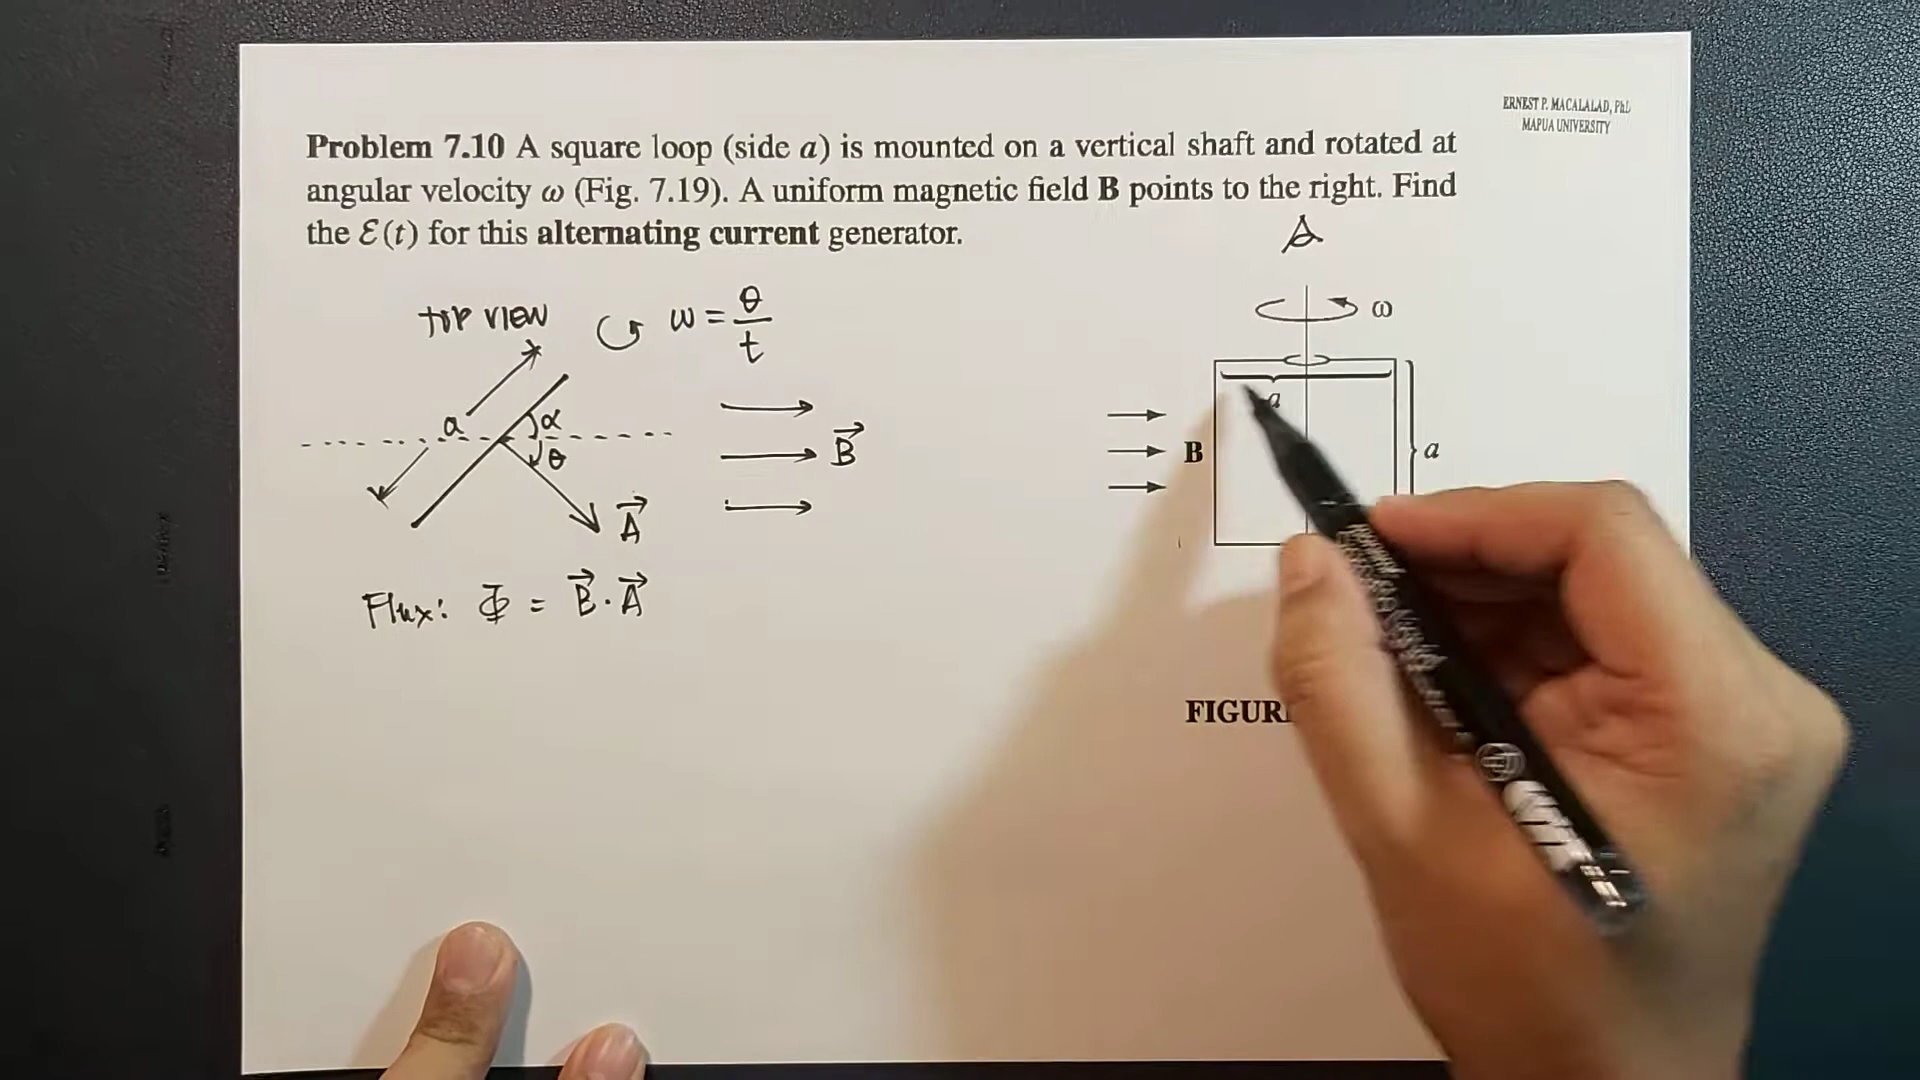 ERNEST P. MACALALAD, PhD
MAPUA UNIVERSITY
Problem 7.10 A square loop (side a) is mounted on a vertical shaft and rotated at
angular velocity ω (Fig. 7.19). A uniform magnetic field B points to the right. Find
the ℰ(t) for this alternating current generator.
TOP VIEW
ω = θ/t
ω
a
α
θ
A⃗
B⃗
a
B
a
Flux: Φ = B⃗ · A⃗